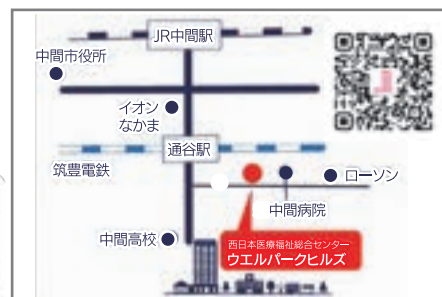 JR中間駅
中間市役所
イオン
なかま
通谷駅
筑豊電鉄
ローソン
中間病院
中間高校
西日本医療福祉総合センター
ウエルパークヒルズ